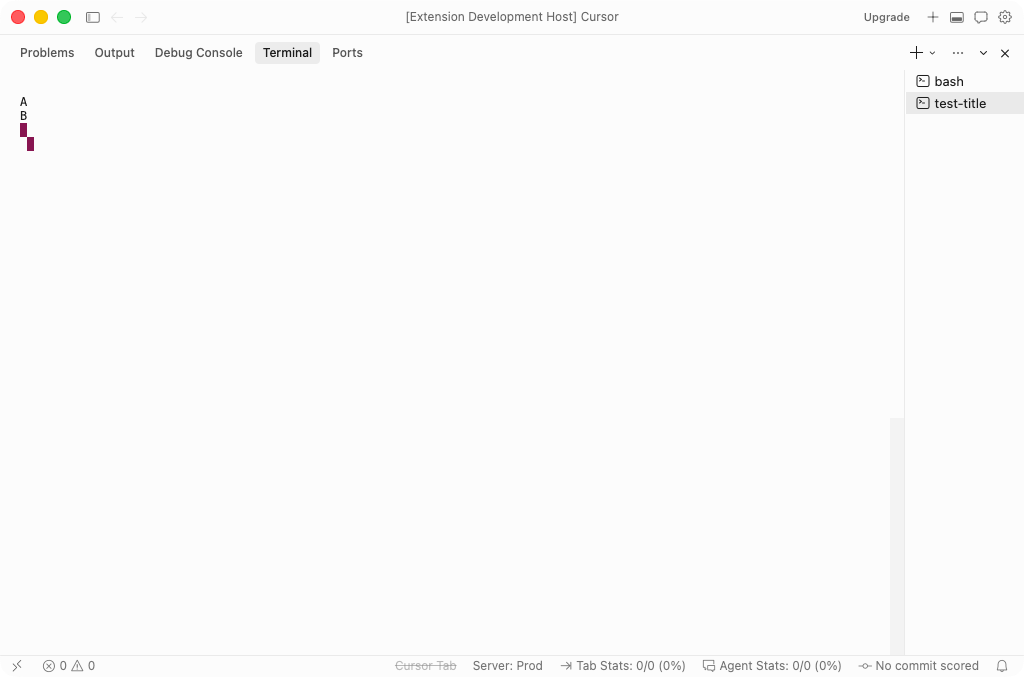 [Extension Development Host] Cursor
Upgrade
Problems Output Debug Console Terminal Ports
bash
test-title
A
B
0 0 Cursor Tab Server: Prod Tab Stats: 0/0 (0%) Agent Stats: 0/0 (0%) No commit scored